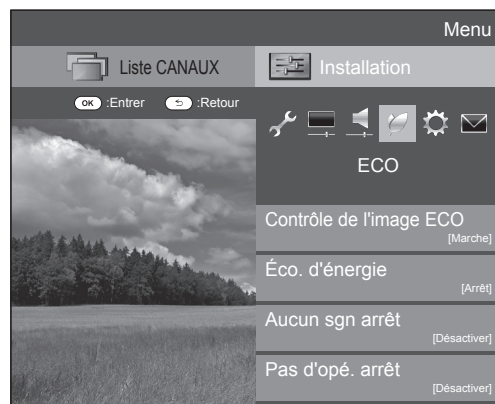 Menu
Liste CANAUX
Installation
OK :Entrer :Retour
ECO
Contrôle de l'image ECO
[Marche]
Éco. d'énergie
[Arrêt]
Aucun sgn arrêt
[Désactiver]
Pas d'opé. arrêt
[Désactiver]